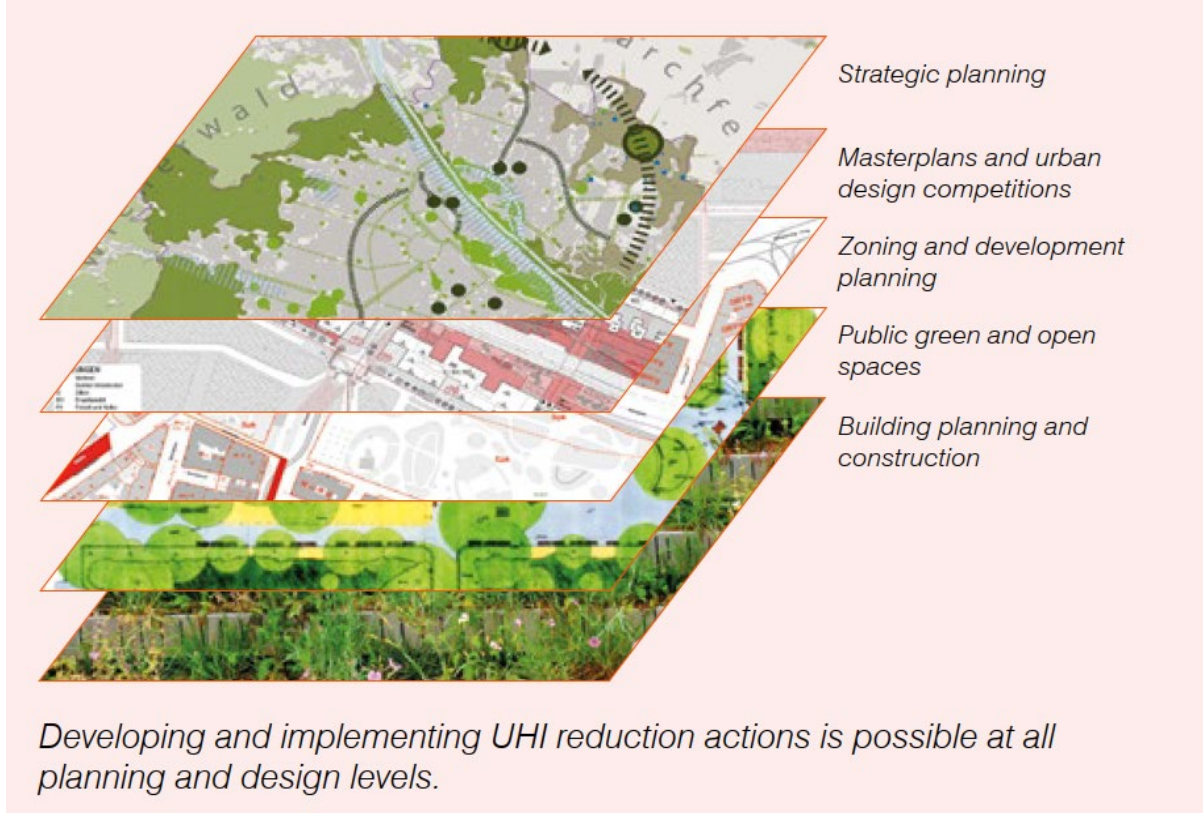 Strategic planning
Masterplans and urban
design competitions
Zoning and development
planning
Public green and open
spaces
Building planning and
construction
Developing and implementing UHI reduction actions is possible at all
planning and design levels.